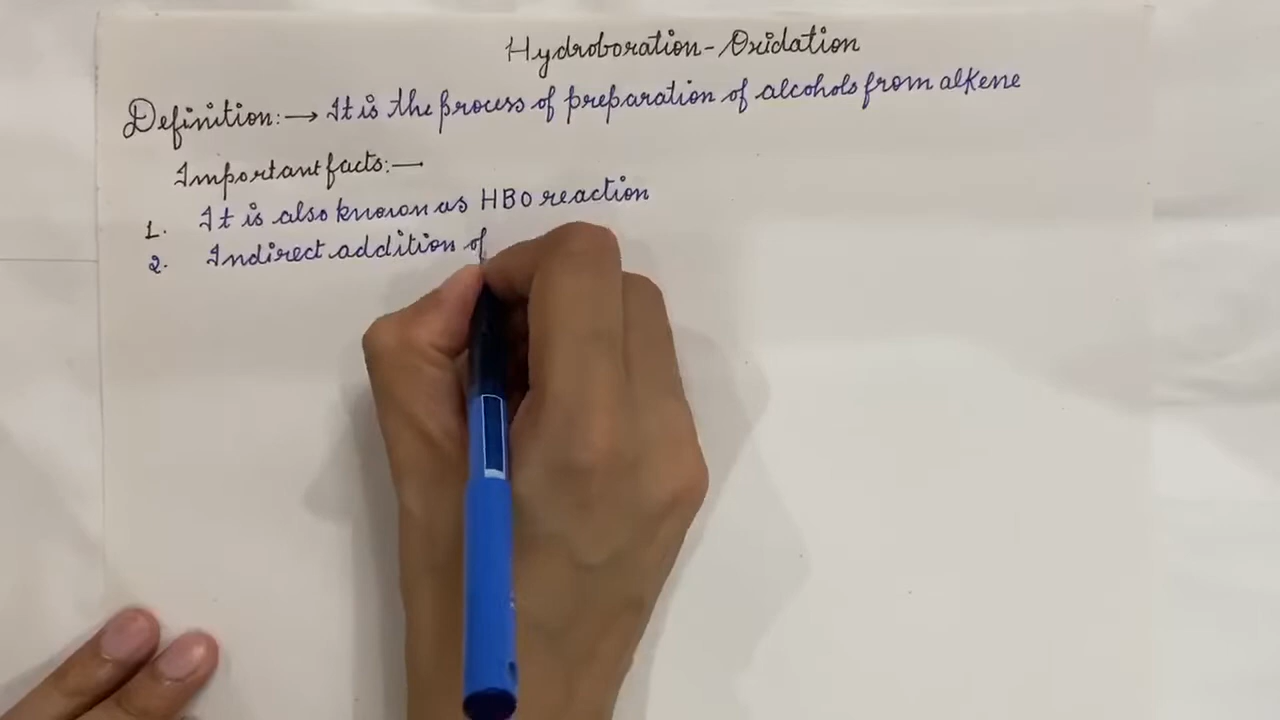 Hydroboration-Oxidation
Definition:→ It is the process of preparation of alcohols from alkene
Important facts:—
1. It is also known as HBO reaction
2. Indirect addition of